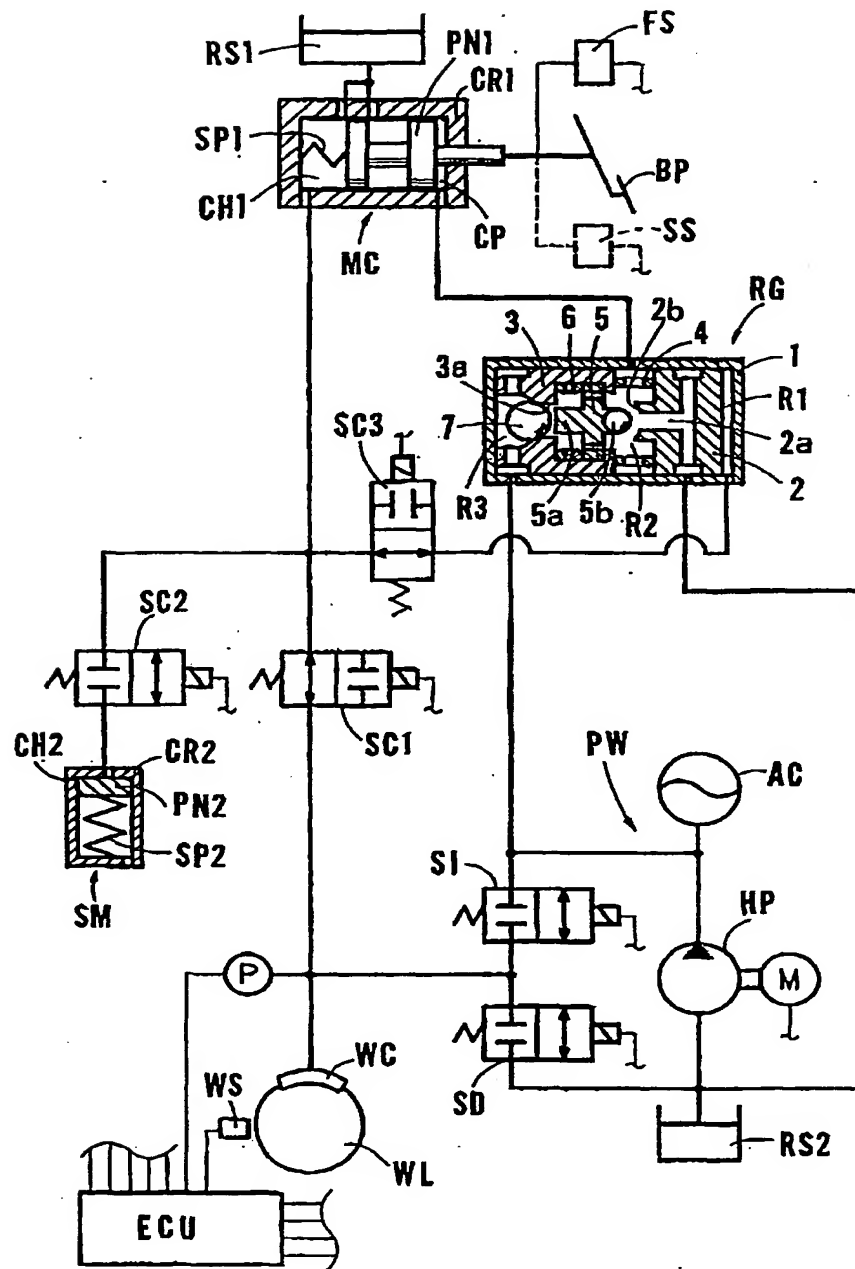 FS
RS1
PN1
CR1
SP1
BP
CH1
CP
SS
MC
RG
3
6
5
2b
4
1
3a
R1
SC3
7
2a
R3
5a
5b
R2
2
SC2
CH2
CR2
SC1
PW
AC
PN2
SP2
SI
HP
SM
P
M
WC
WS
SD
RS2
WL
ECU